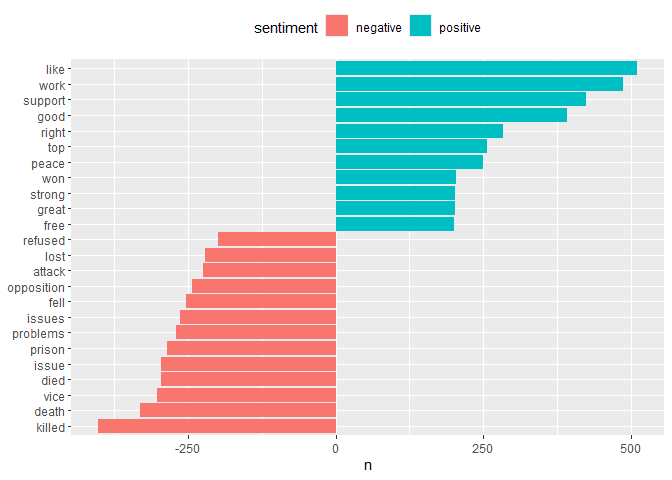 sentiment negative positive
like
work
support
good
right
top
peace
won
strong
great
free
refused
lost
attack
opposition
fell
issues
problems
prison
issue
died
vice
death
killed
-250 0 250 500
n